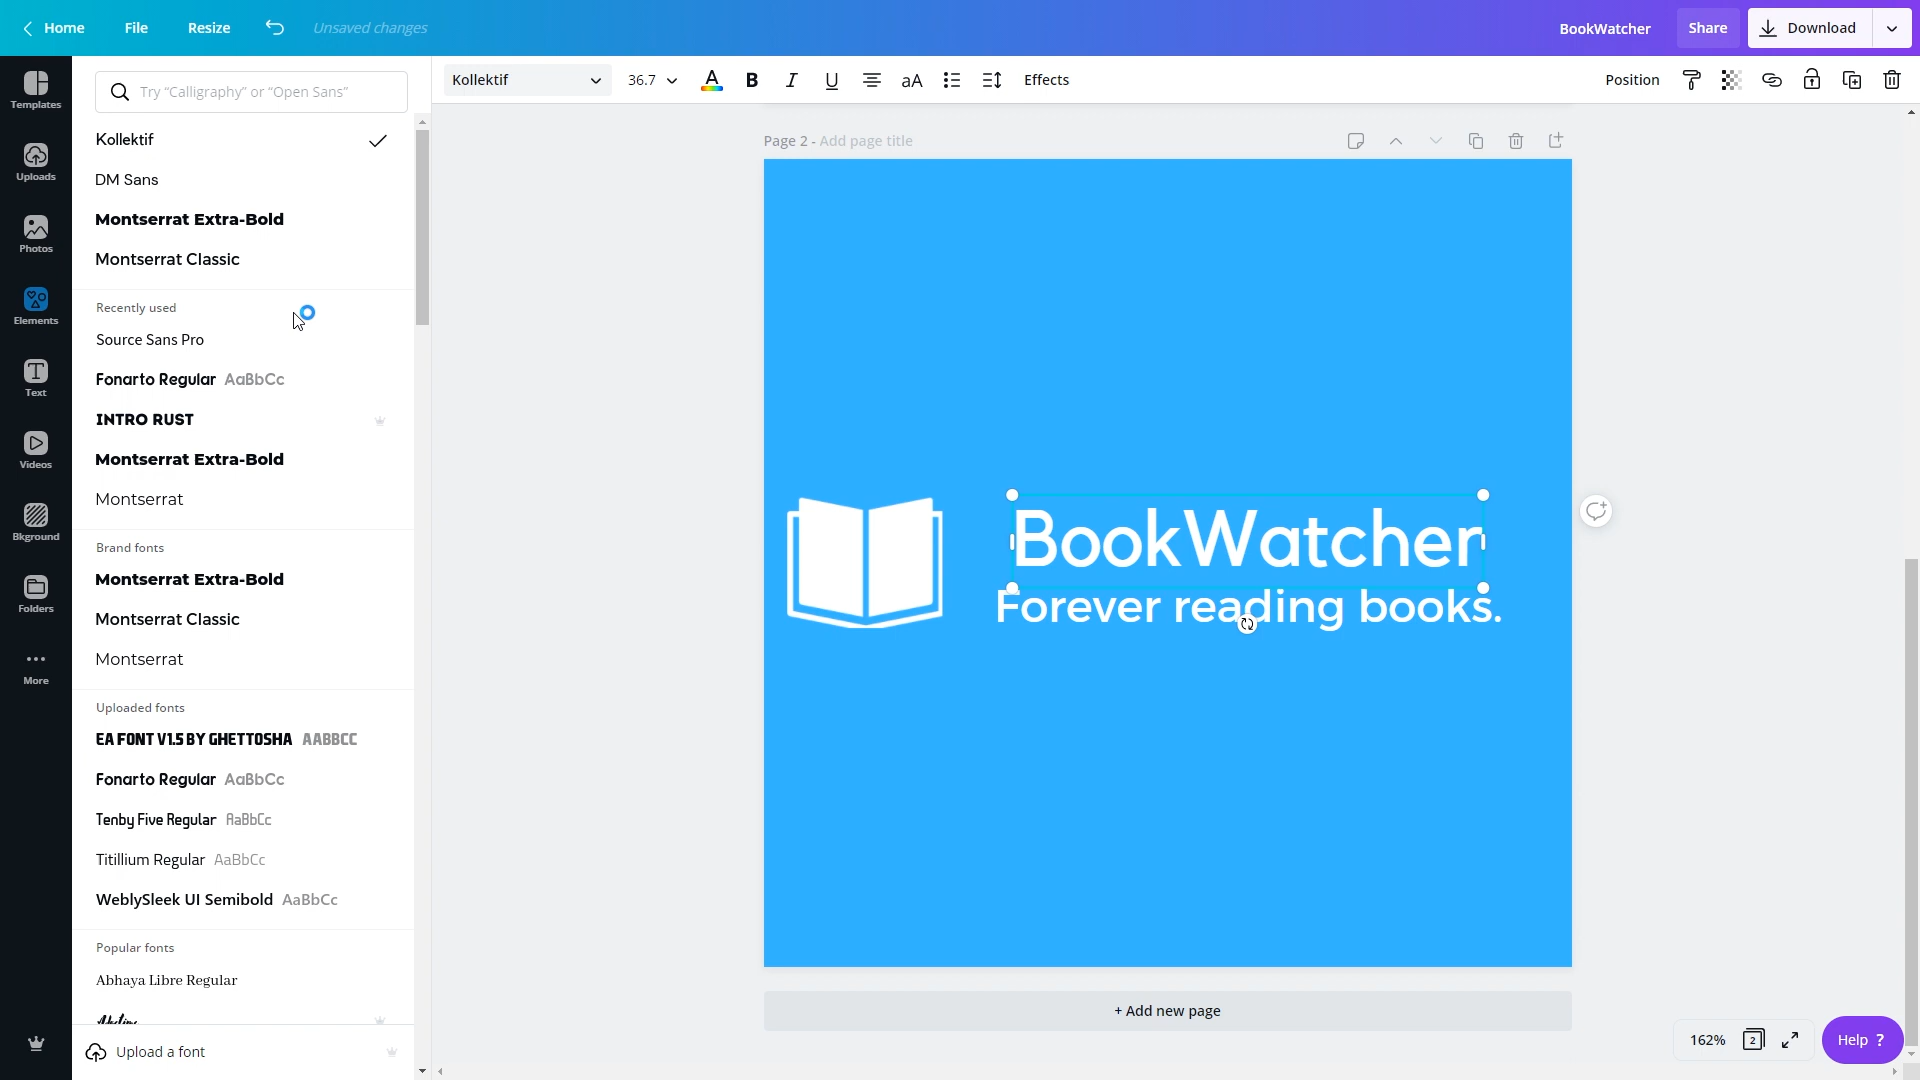 Home File Resize Unsaved changes BookWatcher Share Download
Templates
Uploads
Photos
Elements
Text
Videos
Bkground
Folders
More
Try “Calligraphy” or “Open Sans”
Kollektif
DM Sans
Montserrat Extra-Bold
Montserrat Classic
Recently used
Source Sans Pro
Fonarto Regular AaBbCc
INTRO RUST
Montserrat Extra-Bold
Montserrat
Brand fonts
Montserrat Extra-Bold
Montserrat Classic
Montserrat
Uploaded fonts
EA FONT V1.5 BY GHETTOSHA AABBCC
Fonarto Regular AaBbCc
Tenby Five Regular AaBbCc
Titillium Regular AaBbCc
WeblySleek UI Semibold AaBbCc
Popular fonts
Abhaya Libre Regular
Upload a font
Kollektif 36.7 A B I U aA Effects Position
Page 2 - Add page title
BookWatcher
Forever reading books.
+ Add new page
162% 2 Help ?